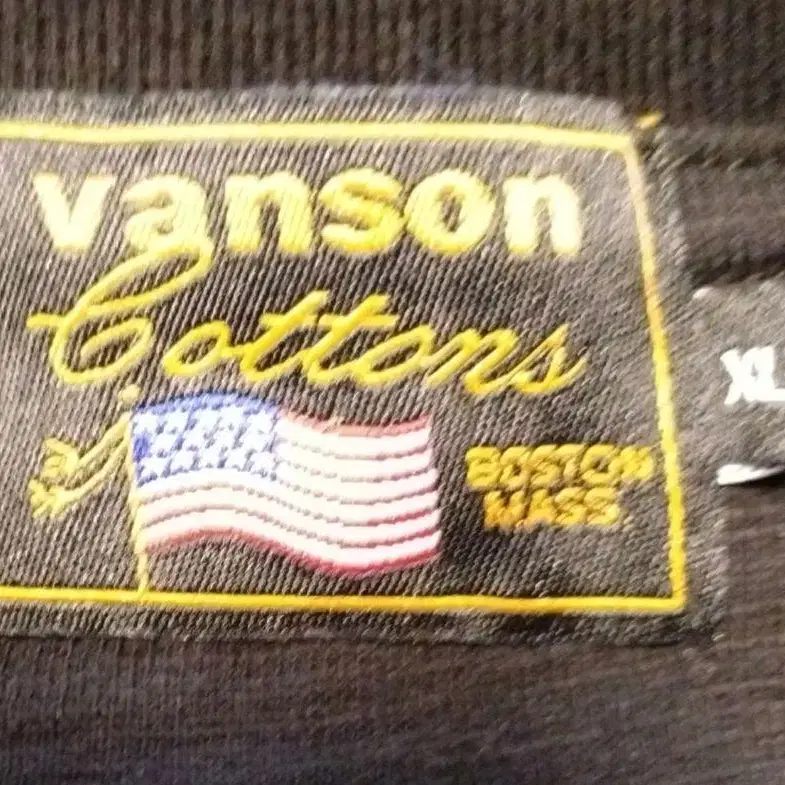 vanson
Cottons
BOSTON
MASS.
XL